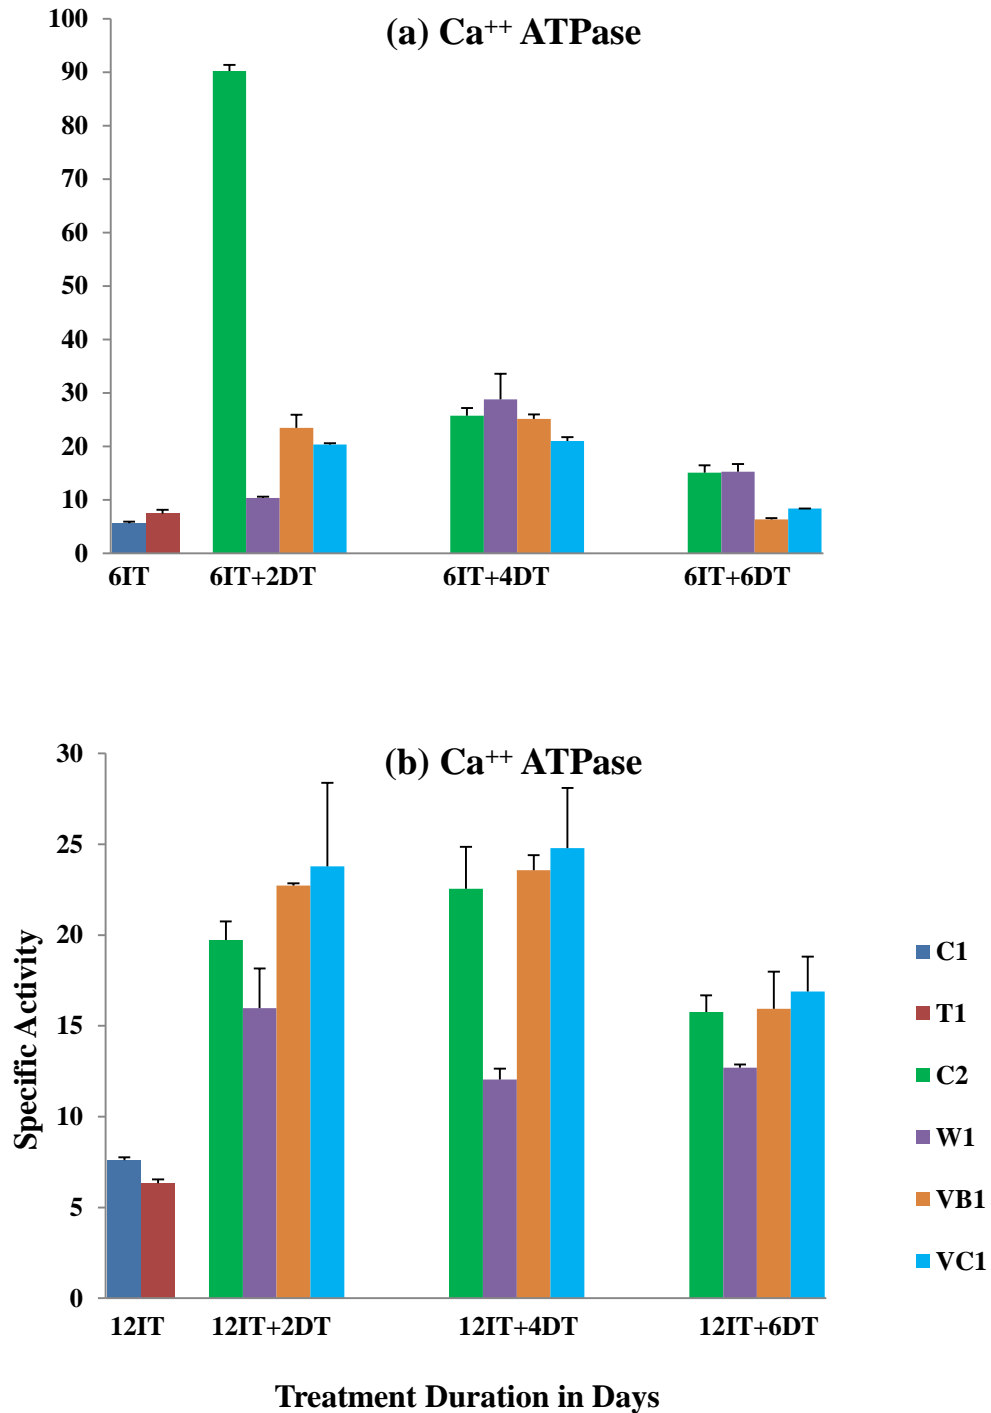 (a) Ca⁺⁺ ATPase
100
90
80
70
60
50
40
30
20
10
0
6IT 6IT+2DT 6IT+4DT 6IT+6DT
(b) Ca⁺⁺ ATPase
30
25
20
15
10
5
0
Specific Activity
12IT 12IT+2DT 12IT+4DT 12IT+6DT
Treatment Duration in Days
C1
T1
C2
W1
VB1
VC1